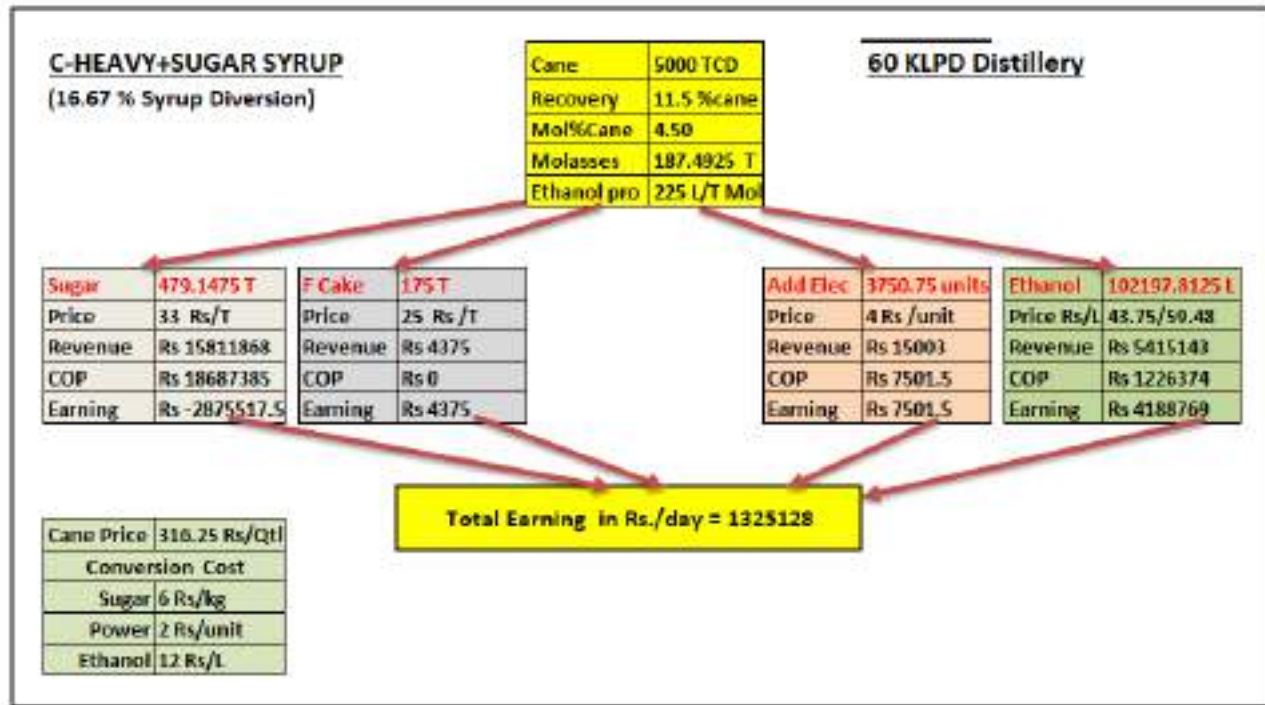 C-HEAVY+SUGAR SYRUP
(16.67 % Syrup Diversion)
60 KLPD Distillery
Cane 5000 TCD
Recovery 11.5 %cane
Mol%Cane 4.50
Molasses 187.4925 T
Ethanol pro 225 L/T Mol
Sugar 479.1475 T
Price 33 Rs/T
Revenue Rs 15811868
COP Rs 18687385
Earning Rs -2875517.5
F Cake 175 T
Price 25 Rs /T
Revenue Rs 4375
COP Rs 0
Earning Rs 4375
Add Elec 3750.75 units
Price 4 Rs /unit
Revenue Rs 15003
COP Rs 7501.5
Earning Rs 7501.5
Ethanol 102197.8125 L
Price Rs/L 43.75/59.48
Revenue Rs 5415143
COP Rs 1226374
Earning Rs 4188769
Total Earning in Rs./day = 1325128
Cane Price 316.25 Rs/Qtl
Conversion Cost
Sugar 6 Rs/kg
Power 2 Rs/unit
Ethanol 12 Rs/L